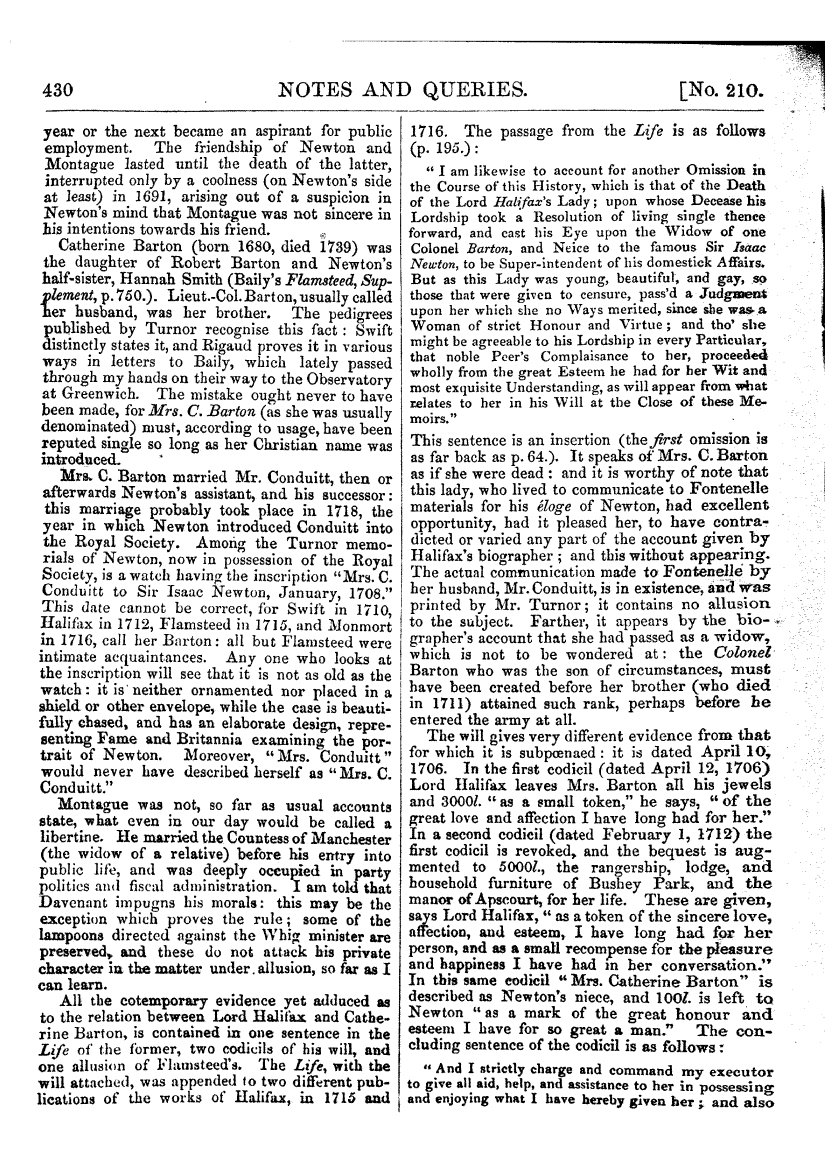 430 NOTES AND QUERIES. [No. 210.
year or the next became an aspirant for public
employment. The friendship of Newton and
Montague lasted until the death of the latter,
interrupted only by a coolness (on Newton's side
at least) in 1691, arising out of a suspicion in
Newton's mind that Montague was not sincere in
his intentions towards his friend.
Catherine Barton (born 1680, died 1739) was
the daughter of Robert Barton and Newton's
half-sister, Hannah Smith (Baily's Flamsteed, Sup-
plement, p. 750.). Lieut.-Col. Barton, usually called
her husband, was her brother. The pedigrees
published by Turnor recognise this fact: Swift
distinctly states it, and Rigaud proves it in various
ways in letters to Baily, which lately passed
through my hands on their way to the Observatory
at Greenwich. The mistake ought never to have
been made, for Mrs. C. Barton (as she was usually
denominated) must, according to usage, have been
reputed single so long as her Christian name was
introduced.
Mrs. C. Barton married Mr. Conduitt, then or
afterwards Newton's assistant, and his successor:
this marriage probably took place in 1718, the
year in which Newton introduced Conduitt into
the Royal Society. Among the Turnor memo-
rials of Newton, now in possession of the Royal
Society, is a watch having the inscription "Mrs. C.
Conduitt to Sir Isaac Newton, January, 1708."
This date cannot be correct, for Swift in 1710,
Halifax in 1712, Flamsteed in 1715, and Monmort
in 1716, call her Barton: all but Flamsteed were
intimate acquaintances. Any one who looks at
the inscription will see that it is not as old as the
watch: it is neither ornamented nor placed in a
shield or other envelope, while the case is beauti-
fully chased, and has an elaborate design, repre-
senting Fame and Britannia examining the por-
trait of Newton. Moreover, "Mrs. Conduitt"
would never have described herself as "Mrs. C.
Conduitt."
Montague was not, so far as usual accounts
state, what even in our day would be called a
libertine. He married the Countess of Manchester
(the widow of a relative) before his entry into
public life, and was deeply occupied in party
politics and fiscal administration. I am told that
Davenant impugns his morals: this may be the
exception which proves the rule; some of the
lampoons directed against the Whig minister are
preserved, and these do not attack his private
character in the matter under allusion, so far as I
can learn.
All the cotemporary evidence yet adduced as
to the relation between Lord Halifax and Cathe-
rine Barton, is contained in one sentence in the
Life of the former, two codicils of his will, and
one allusion of Flamsteed's. The Life, with the
will attached, was appended to two different pub-
lications of the works of Halifax, in 1715 and
1716. The passage from the Life is as follows
(p. 195.):
"I am likewise to account for another Omission in
the Course of this History, which is that of the Death
of the Lord Halifax's Lady; upon whose Decease his
Lordship took a Resolution of living single thence
forward, and cast his Eye upon the Widow of one
Colonel Barton, and Neice to the famous Sir Isaac
Newton, to be Super-intendent of his domestick Affairs.
But as this Lady was young, beautiful, and gay, so
those that were given to censure, pass'd a Judgment
upon her which she no Ways merited, since she was a
Woman of strict Honour and Virtue; and tho' she
might be agreeable to his Lordship in every Particular,
that noble Peer's Complaisance to her, proceeded
wholly from the great Esteem he had for her Wit and
most exquisite Understanding, as will appear from what
relates to her in his Will at the Close of these Me-
moirs."
This sentence is an insertion (the first omission is
as far back as p. 64.). It speaks of Mrs. C. Barton
as if she were dead: and it is worthy of note that
this lady, who lived to communicate to Fontenelle
materials for his éloge of Newton, had excellent
opportunity, had it pleased her, to have contra-
dicted or varied any part of the account given by
Halifax's biographer; and this without appearing.
The actual communication made to Fontenelle by
her husband, Mr. Conduitt, is in existence, and was
printed by Mr. Turnor; it contains no allusion
to the subject. Farther, it appears by the bio-
grapher's account that she had passed as a widow,
which is not to be wondered at: the Colonel
Barton who was the son of circumstances, must
have been created before her brother (who died
in 1711) attained such rank, perhaps before he
entered the army at all.
The will gives very different evidence from that
for which it is subpœnaed: it is dated April 10,
1706. In the first codicil (dated April 12, 1706)
Lord Halifax leaves Mrs. Barton all his jewels
and 3000l. "as a small token," he says, "of the
great love and affection I have long had for her."
In a second codicil (dated February 1, 1712) the
first codicil is revoked, and the bequest is aug-
mented to 5000l., the rangership, lodge, and
household furniture of Bushey Park, and the
manor of Apscourt, for her life. These are given,
says Lord Halifax, "as a token of the sincere love,
affection, and esteem, I have long had for her
person, and as a small recompense for the pleasure
and happiness I have had in her conversation."
In this same codicil "Mrs. Catherine Barton" is
described as Newton's niece, and 100l. is left to
Newton "as a mark of the great honour and
esteem I have for so great a man." The con-
cluding sentence of the codicil is as follows:
"And I strictly charge and command my executor
to give all aid, help, and assistance to her in possessing
and enjoying what I have hereby given her; and also